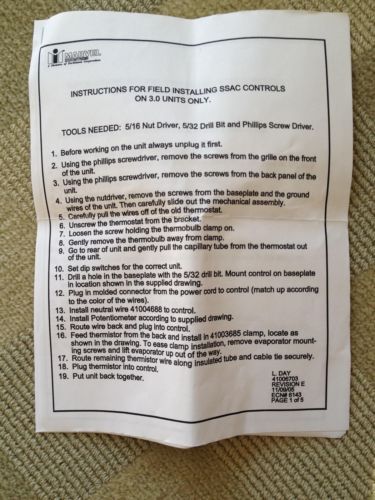 MARVEL
INSTRUCTIONS FOR FIELD INSTALLING SSAC CONTROLS
ON 3.0 UNITS ONLY.
TOOLS NEEDED: 5/16 Nut Driver, 5/32 Drill Bit and Phillips Screw Driver.
1. Before working on the unit always unplug it first.
2. Using the phillips screwdriver, remove the screws from the grille on the front
of the unit.
3. Using the phillips screwdriver, remove the screws from the back panel of the
unit.
4. Using the nutdriver, remove the screws from the baseplate and the ground
wires of the unit. Then carefully slide out the mechanical assembly.
5. Carefully pull the wires off of the old thermostat.
6. Unscrew the thermostat from the bracket.
7. Loosen the screw holding the thermobulb clamp on.
8. Gently remove the thermobulb away from clamp.
9. Go to rear of unit and gently pull the capillary tube from the thermostat out
of the unit.
10. Set dip switches for the correct unit.
11. Drill a hole in the baseplate with the 5/32 drill bit. Mount control on baseplate
in location shown in the supplied drawing.
12. Plug in molded connector from the power cord to control (match up according
to the color of the wires).
13. Install neutral wire 41004688 to control.
14. Install Potentiometer according to supplied drawing.
15. Route wire back and plug into control.
16. Feed thermistor from the back and install in 41003685 clamp, locate as
shown in the drawing. To ease clamp installation, remove evaporator mount-
ing screws and lift evaporator up out of the way.
17. Route remaining thermistor wire along insulated tube and cable tie securely.
18. Plug thermistor into control.
19. Put unit back together.
L. DAY
41006703
REVISION E
11/09/05
ECN# 6143
PAGE 1 of 5